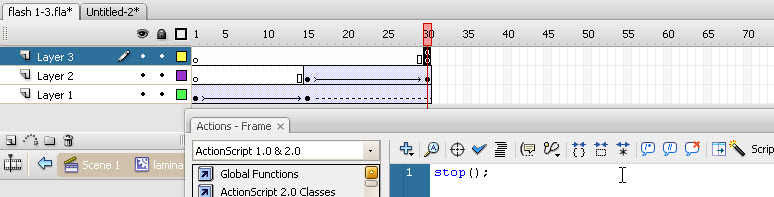 flash 1-3.fla* Untitled-2*
1 5 10 15 20 25 30 35 40 45 50 55 60 65 70
Layer 3
Layer 2
Layer 1
Actions - Frame
ActionScript 1.0 & 2.0
Scene 1 lamina
Global Functions
ActionScript 2.0 Classes
Scrip
1 stop();